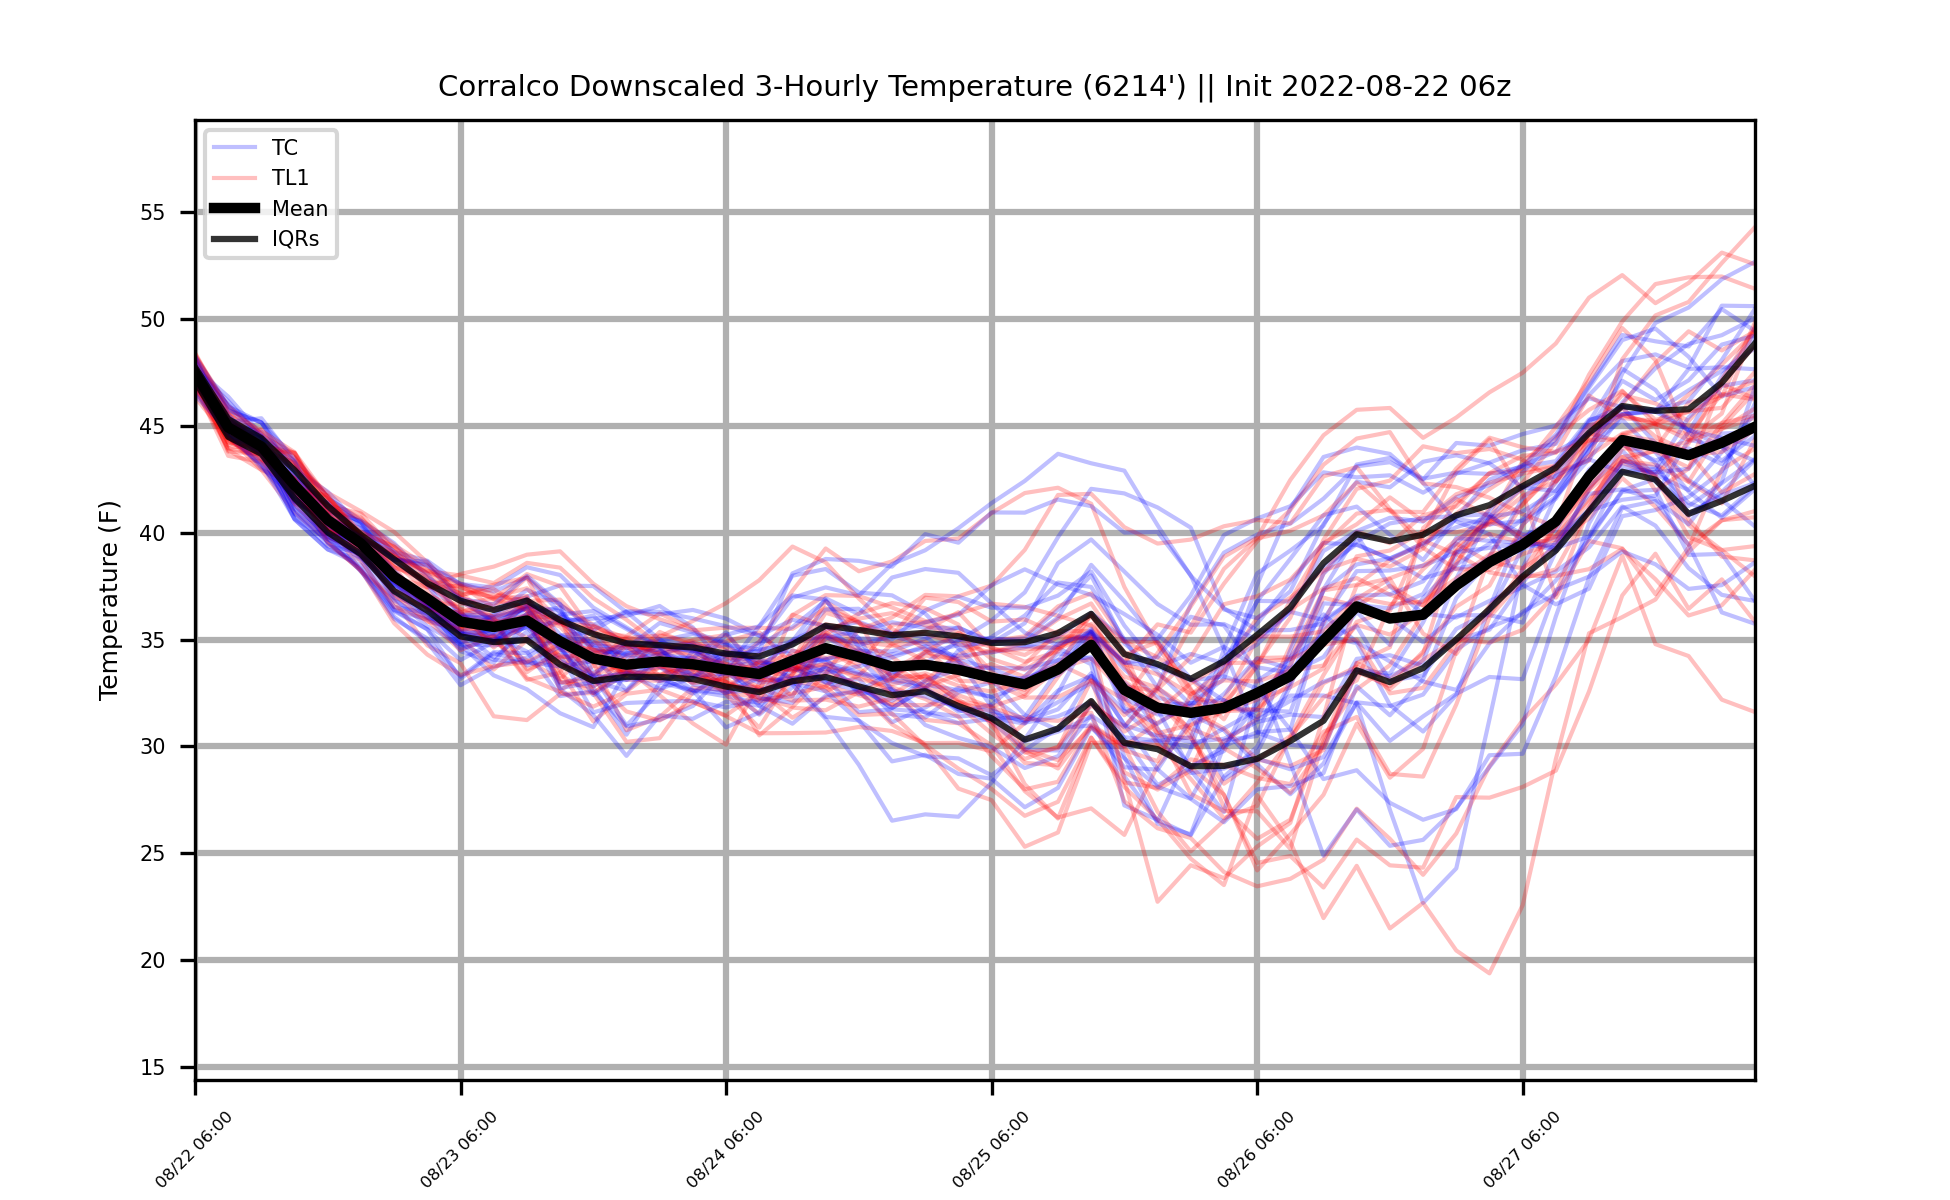 Corralco Downscaled 3-Hourly Temperature (6214') || Init 2022-08-22 06z
TC
TL1
Mean
IQRs
Temperature (F)
55
50
45
40
35
30
25
20
15
08/22 06:00
08/23 06:00
08/24 06:00
08/25 06:00
08/26 06:00
08/27 06:00